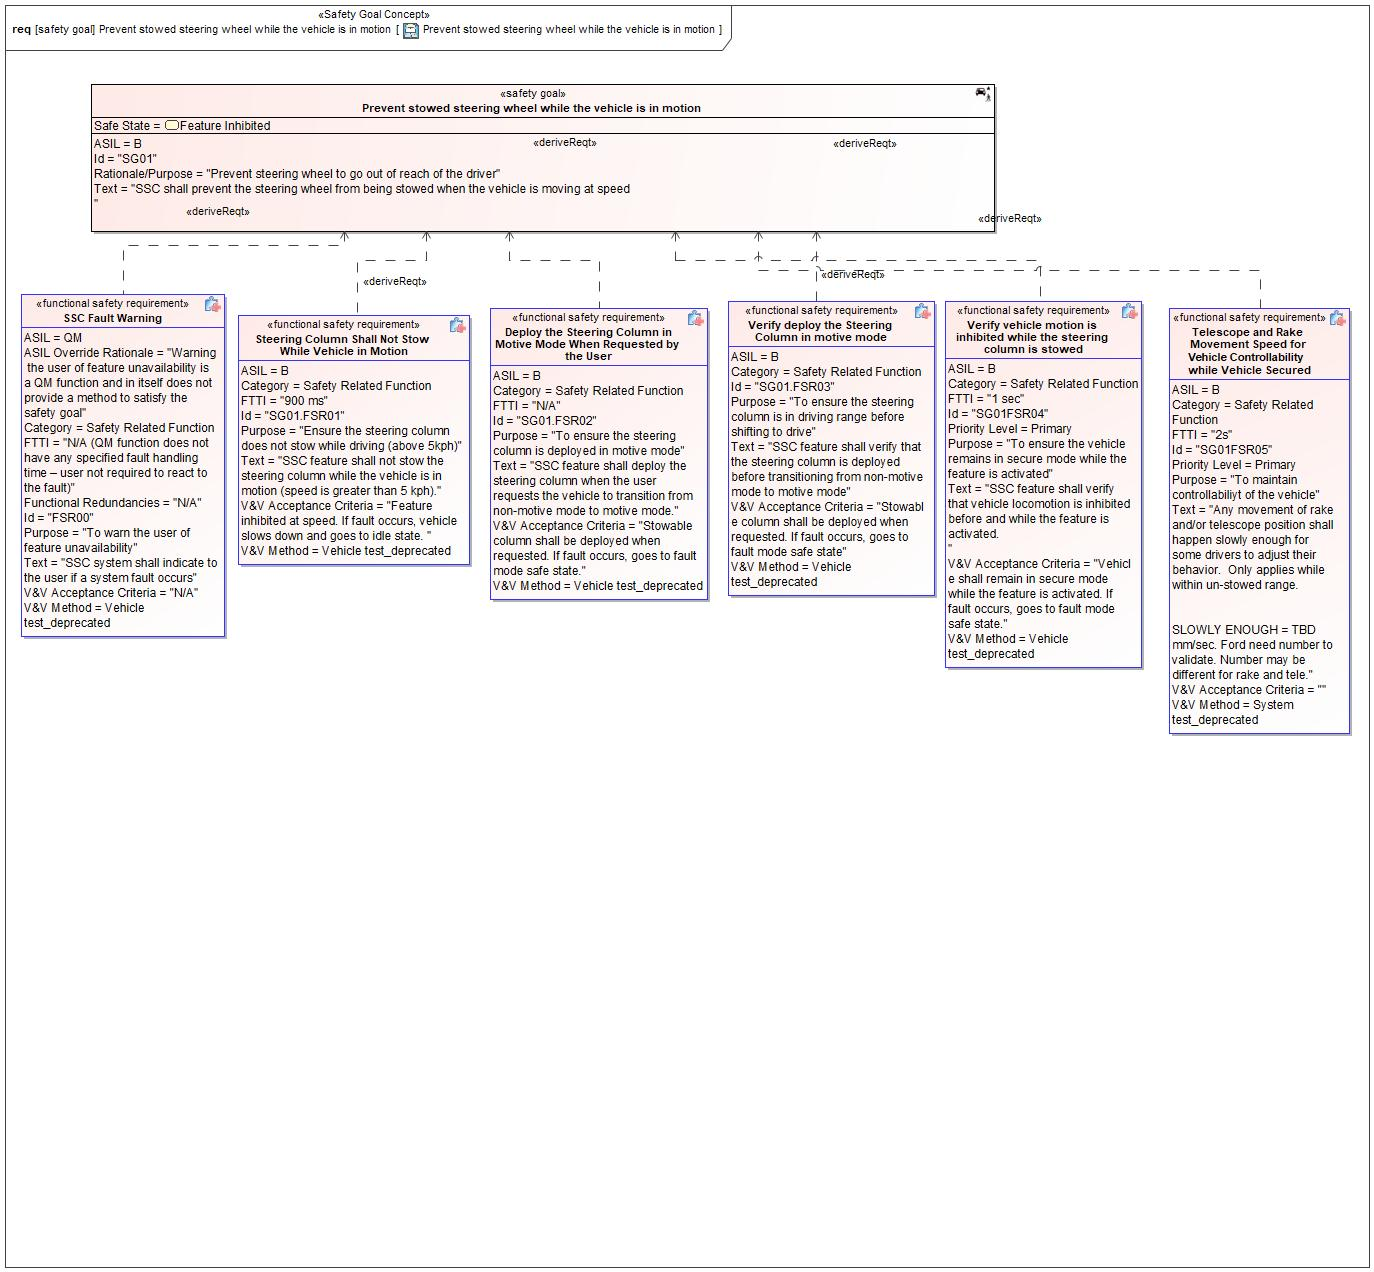 «Safety Goal Concept»
req [safety goal] Prevent stowed steering wheel while the vehicle is in motion [ Prevent stowed steering wheel while the vehicle is in motion ]
«safety goal»
Prevent stowed steering wheel while the vehicle is in motion
Safe State = Feature Inhibited
ASIL = B
Id = "SG01"
Rationale/Purpose = "Prevent steering wheel to go out of reach of the driver"
Text = "SSC shall prevent the steering wheel from being stowed when the vehicle is moving at speed
"
«deriveReqt»
«deriveReqt»
«deriveReqt»
«deriveReqt»
«deriveReqt»
«deriveReqt»
«functional safety requirement»
SSC Fault Warning
ASIL = QM
ASIL Override Rationale = "Warning
the user of feature unavailability is
a QM function and in itself does not
provide a method to satisfy the
safety goal"
Category = Safety Related Function
FTTI = "N/A (QM function does not
have any specified fault handling
time – user not required to react to
the fault)"
Functional Redundancies = "N/A"
Id = "FSR00"
Purpose = "To warn the user of
feature unavailability"
Text = "SSC system shall indicate to
the user if a system fault occurs"
V&V Acceptance Criteria = "N/A"
V&V Method = Vehicle
test_deprecated
«functional safety requirement»
Steering Column Shall Not Stow
While Vehicle in Motion
ASIL = B
Category = Safety Related Function
FTTI = "900 ms"
Id = "SG01.FSR01"
Purpose = "Ensure the steering column
does not stow while driving (above 5kph)"
Text = "SSC feature shall not stow the
steering column while the vehicle is in
motion (speed is greater than 5 kph)."
V&V Acceptance Criteria = "Feature
inhibited at speed. If fault occurs, vehicle
slows down and goes to idle state. "
V&V Method = Vehicle test_deprecated
«functional safety requirement»
Deploy the Steering Column in
Motive Mode When Requested by
the User
ASIL = B
Category = Safety Related Function
FTTI = "N/A"
Id = "SG01.FSR02"
Purpose = "To ensure the steering
column is deployed in motive mode"
Text = "SSC feature shall deploy the
steering column when the user
requests the vehicle to transition from
non-motive mode to motive mode."
V&V Acceptance Criteria = "Stowable
column shall be deployed when
requested. If fault occurs, goes to fault
mode safe state."
V&V Method = Vehicle test_deprecated
«functional safety requirement»
Verify deploy the Steering
Column in motive mode
ASIL = B
Category = Safety Related Function
Id = "SG01.FSR03"
Purpose = "To ensure the steering
column is in driving range before
shifting to drive"
Text = "SSC feature shall verify that
the steering column is deployed
before transitioning from non-motive
mode to motive mode"
V&V Acceptance Criteria = "Stowabl
e column shall be deployed when
requested. If fault occurs, goes to
fault mode safe state"
V&V Method = Vehicle
test_deprecated
«functional safety requirement»
Verify vehicle motion is
inhibited while the steering
column is stowed
ASIL = B
Category = Safety Related Function
FTTI = "1 sec"
Id = "SG01FSR04"
Priority Level = Primary
Purpose = "To ensure the vehicle
remains in secure mode while the
feature is activated"
Text = "SSC feature shall verify
that vehicle locomotion is inhibited
before and while the feature is
activated.
"
V&V Acceptance Criteria = "Vehicl
e shall remain in secure mode
while the feature is activated. If
fault occurs, goes to fault mode
safe state."
V&V Method = Vehicle
test_deprecated
«functional safety requirement»
Telescope and Rake
Movement Speed for
Vehicle Controllability
while Vehicle Secured
ASIL = B
Category = Safety Related
Function
FTTI = "2s"
Id = "SG01FSR05"
Priority Level = Primary
Purpose = "To maintain
controllabiliyt of the vehicle"
Text = "Any movement of rake
and/or telescope position shall
happen slowly enough for
some drivers to adjust their
behavior.  Only applies while
within un-stowed range.
SLOWLY ENOUGH = TBD
mm/sec. Ford need number to
validate. Number may be
different for rake and tele."
V&V Acceptance Criteria = ""
V&V Method = System
test_deprecated